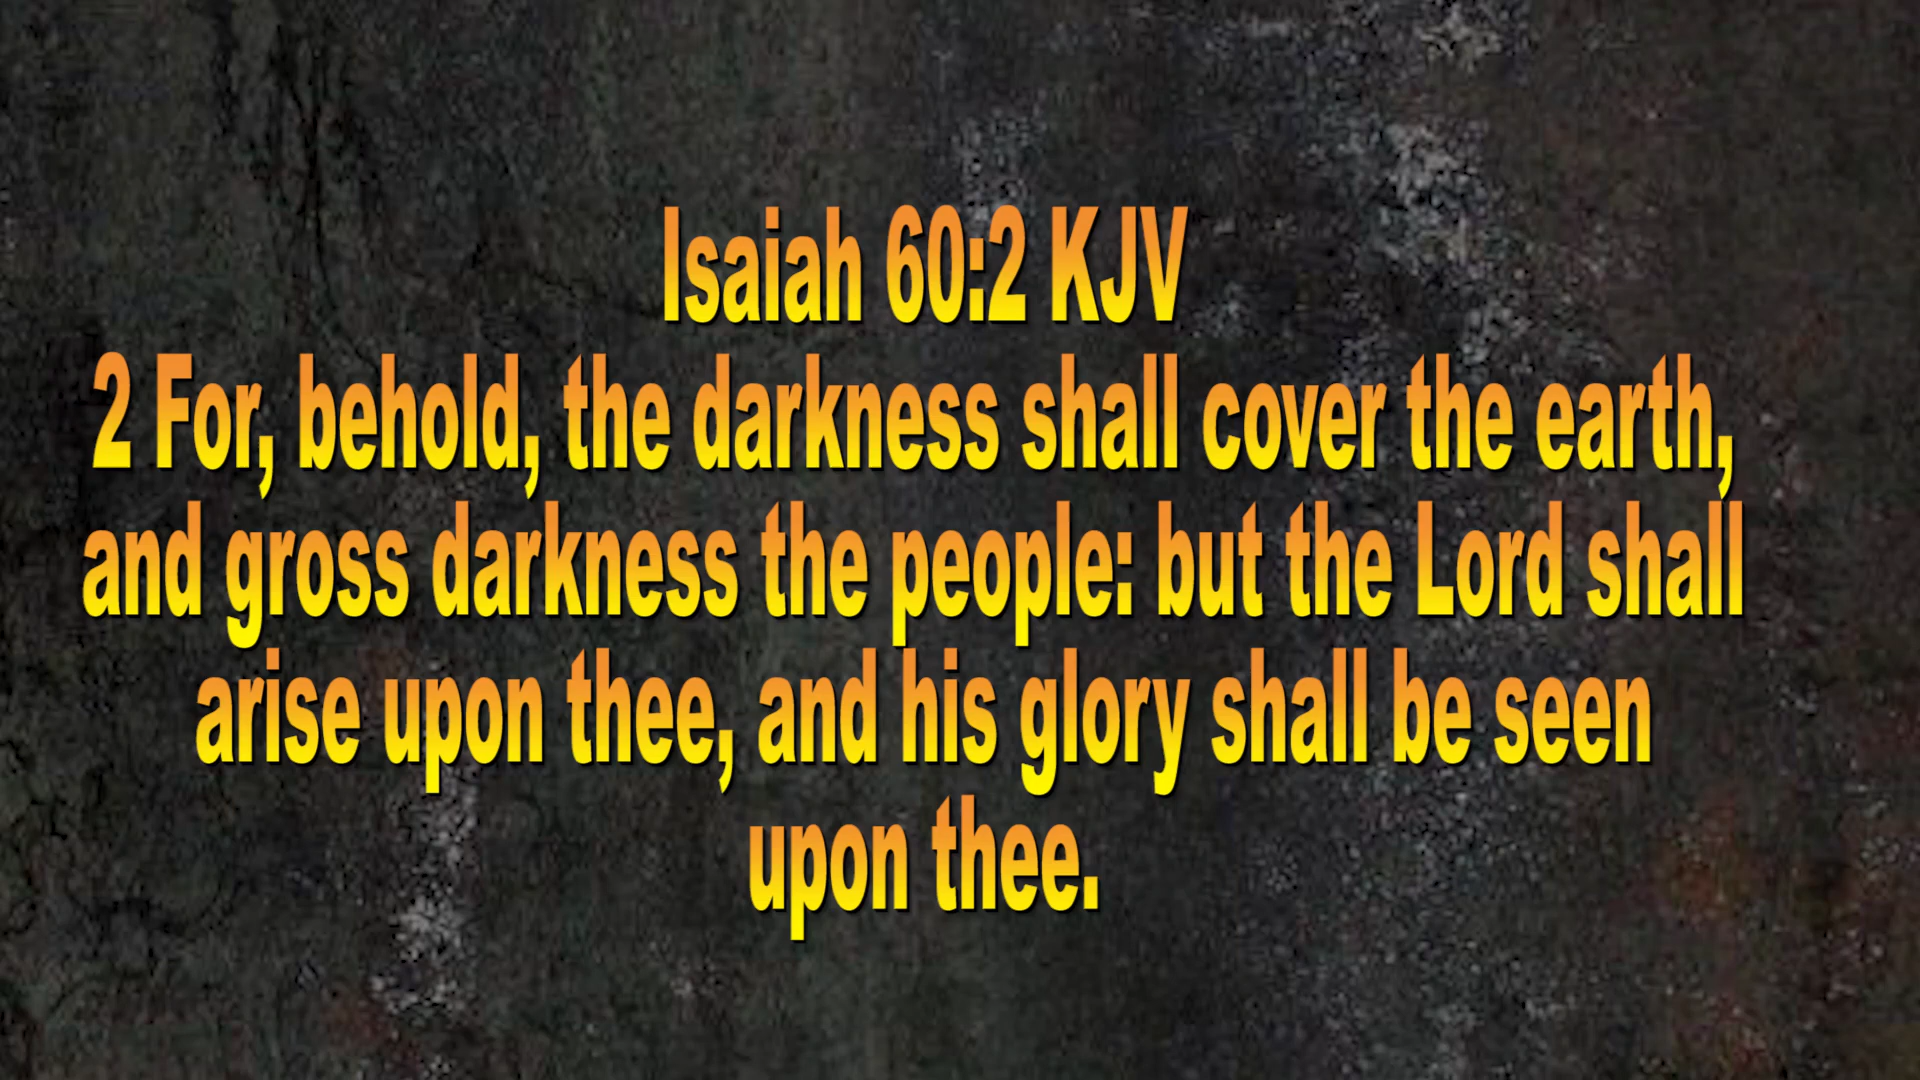 Isaiah 60:2 KJV
2 For, behold, the darkness shall cover the earth,
and gross darkness the people: but the Lord shall
arise upon thee, and his glory shall be seen
upon thee.